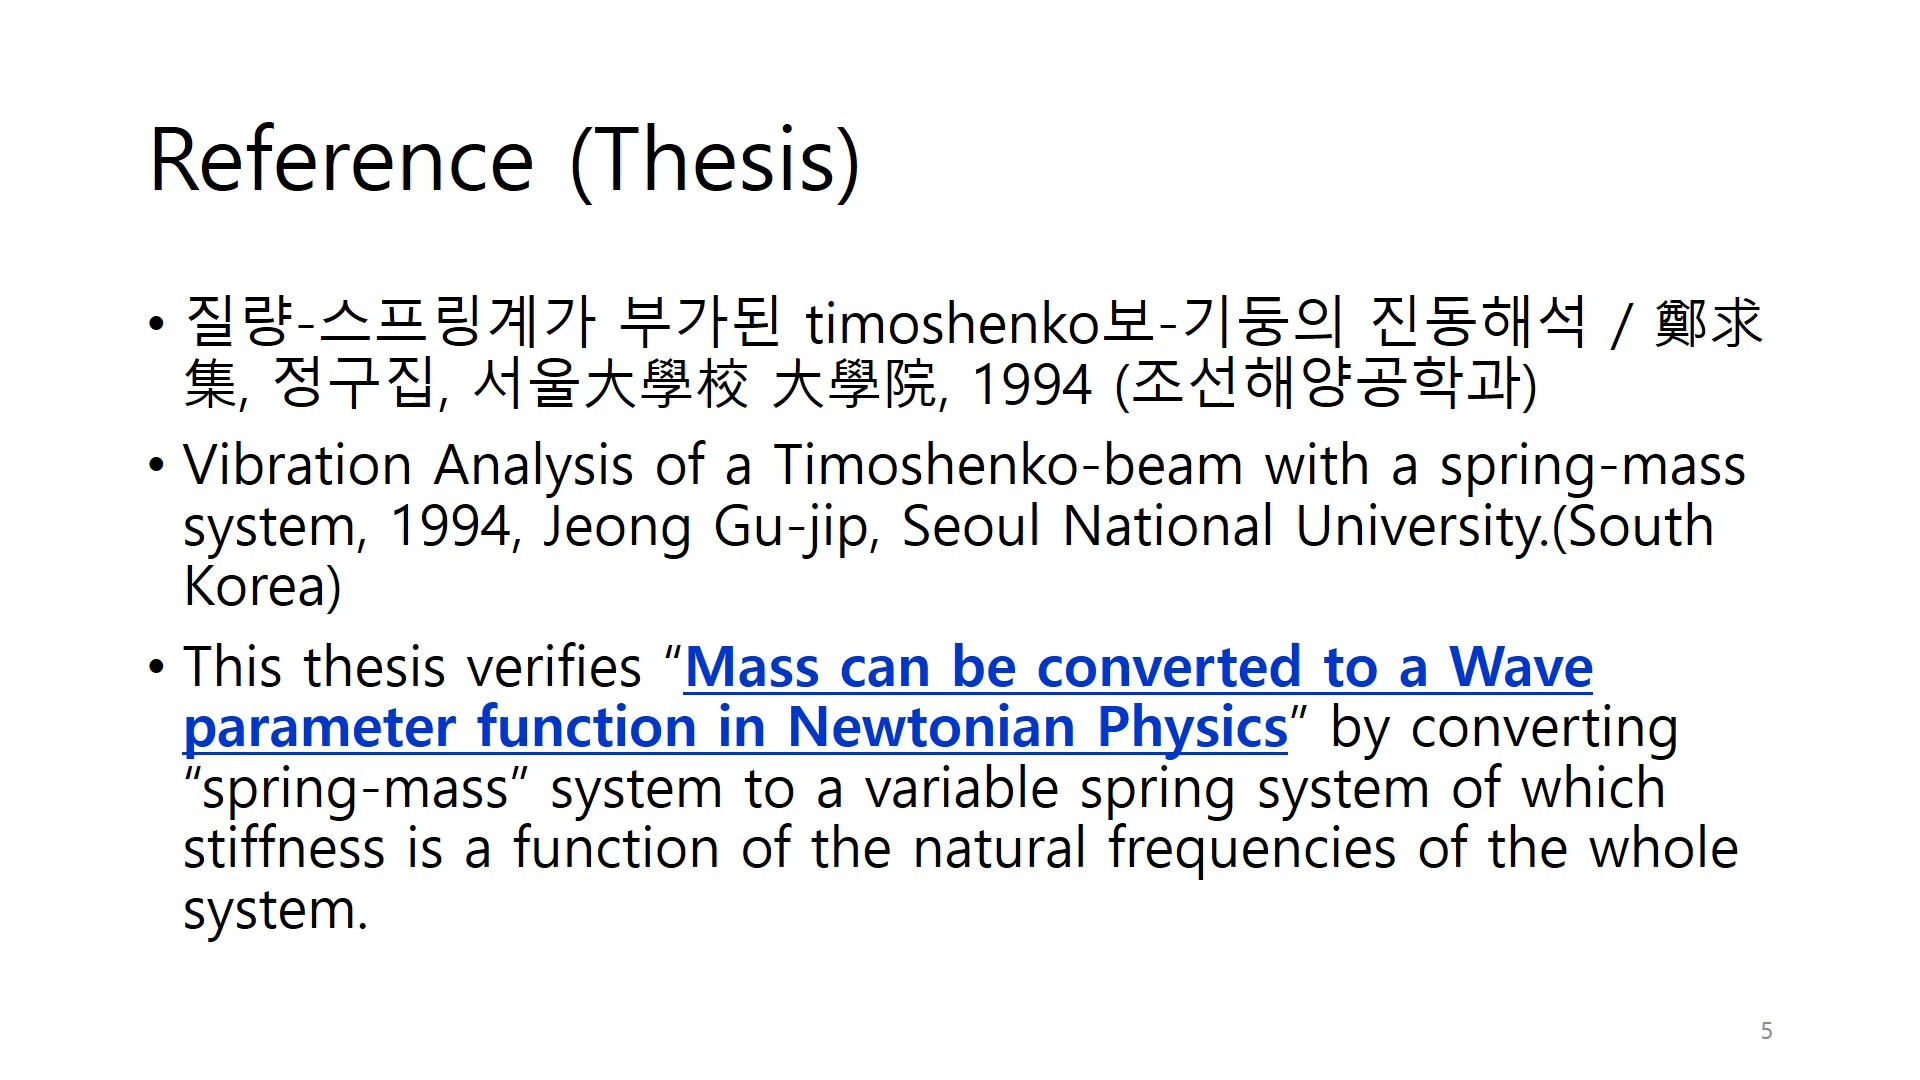 Reference (Thesis)
• 질량-스프링계가 부가된 timoshenko보-기둥의 진동해석 / 鄭求
集, 정구집, 서울大學校 大學院, 1994 (조선해양공학과)
• Vibration Analysis of a Timoshenko-beam with a spring-mass
system, 1994, Jeong Gu-jip, Seoul National University.(South
Korea)
• This thesis verifies “Mass can be converted to a Wave
parameter function in Newtonian Physics” by converting
“spring-mass” system to a variable spring system of which
stiffness is a function of the natural frequencies of the whole
system.
5